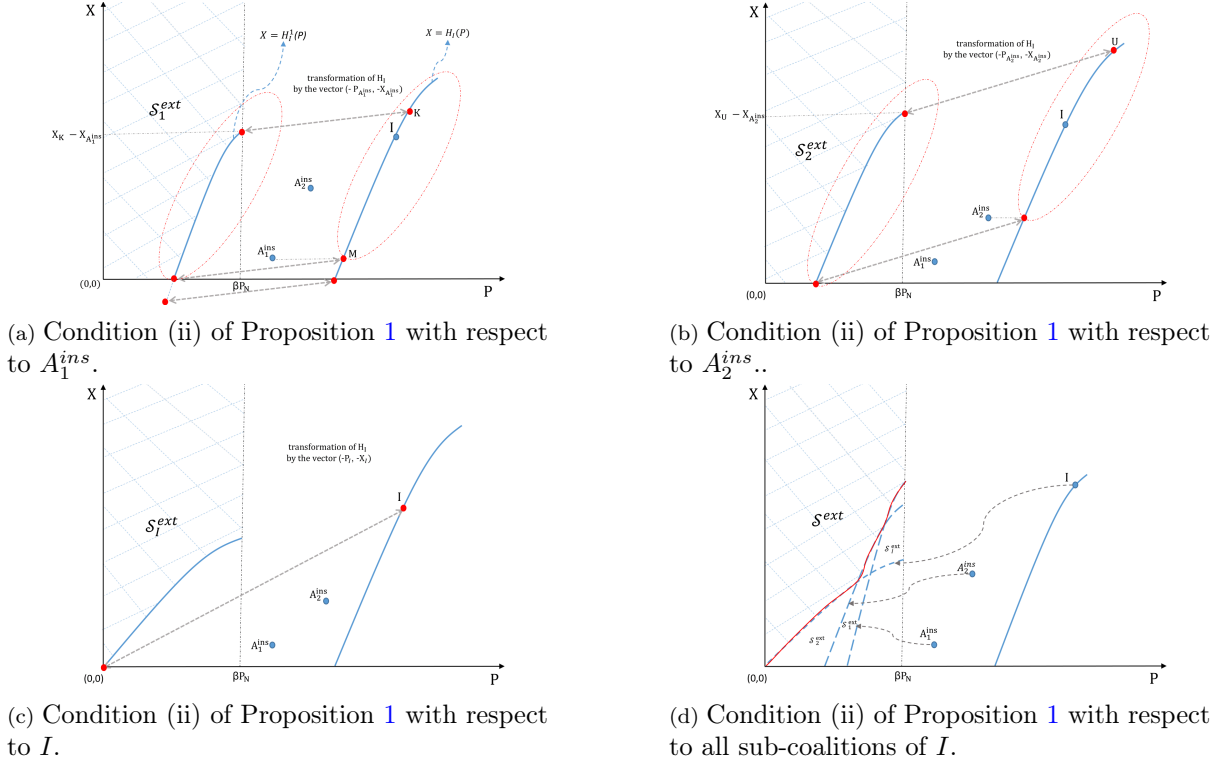 X
X = H_I^1(P)
X = H_I(P)
transformation of H_I
by the vector (- P_{A_1^{ins}}, -X_{A_1^{ins}})
S_1^{ext}
X_K − X_{A_1^{ins}}
K
I
A_2^{ins}
A_1^{ins}
M
(0,0)
βP_N
P
(a) Condition (ii) of Proposition 1 with respect
to A_1^{ins}.
X
U
transformation of H_I
by the vector (-P_{A_2^{ins}}, -X_{A_2^{ins}})
X_U − X_{A_2^{ins}}
I
S_2^{ext}
A_2^{ins}
A_1^{ins}
(0,0)
βP_N
P
(b) Condition (ii) of Proposition 1 with respect
to A_2^{ins}..
X
transformation of H_I
by the vector (-P_I, -X_I)
I
S_I^{ext}
A_2^{ins}
A_1^{ins}
(0,0)
βP_N
P
(c) Condition (ii) of Proposition 1 with respect
to I.
X
I
S^{ext}
S_I^{ext}
A_2^{ins}
S_1^{ext}
S_2^{ext}
A_1^{ins}
(0,0)
βP_N
P
(d) Condition (ii) of Proposition 1 with respect
to all sub-coalitions of I.